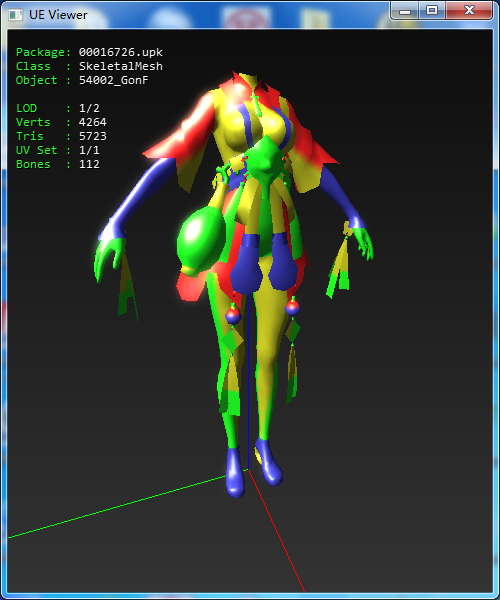 UE Viewer
Package: 00016726.upk
Class : SkeletalMesh
Object : 54002_GonF
LOD : 1/2
Verts : 4264
Tris : 5723
UV Set : 1/1
Bones : 112